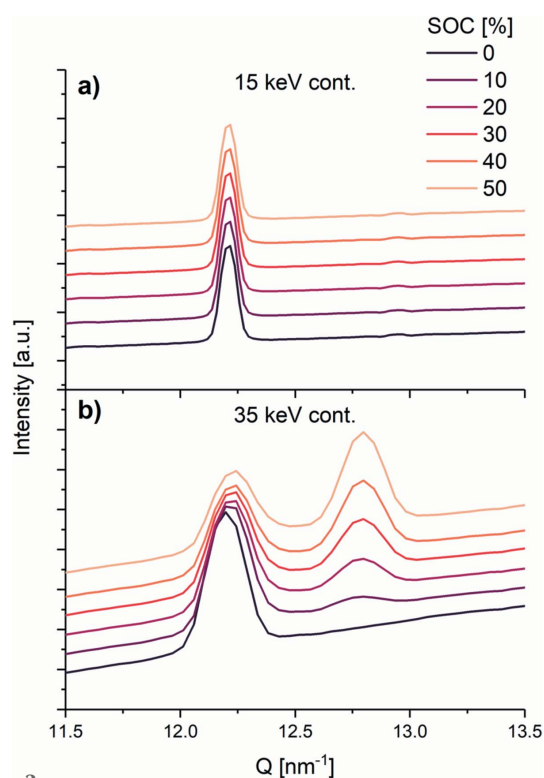 SOC [%]
0
10
20
30
40
50
a)
15 keV cont.
Intensity [a.u.]
b)
35 keV cont.
11.5 12.0 12.5 13.0 13.5
Q [nm⁻¹]